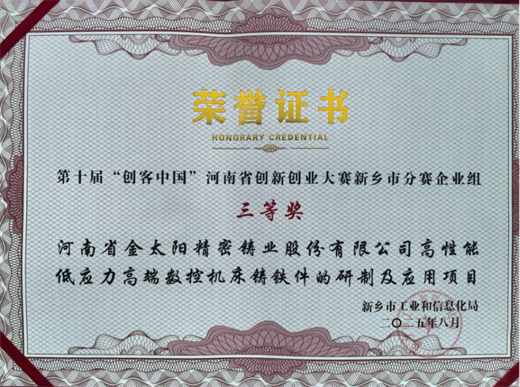 荣誉证书
HONORARY CREDENTIAL
第十届“创客中国”河南省创新创业大赛新乡市分赛企业组
三等奖
河南省金太阳精密铸业股份有限公司高性能
低应力高端数控机床铸铁件的研制及应用项目
新乡市工业和信息化局
二〇二五年八月